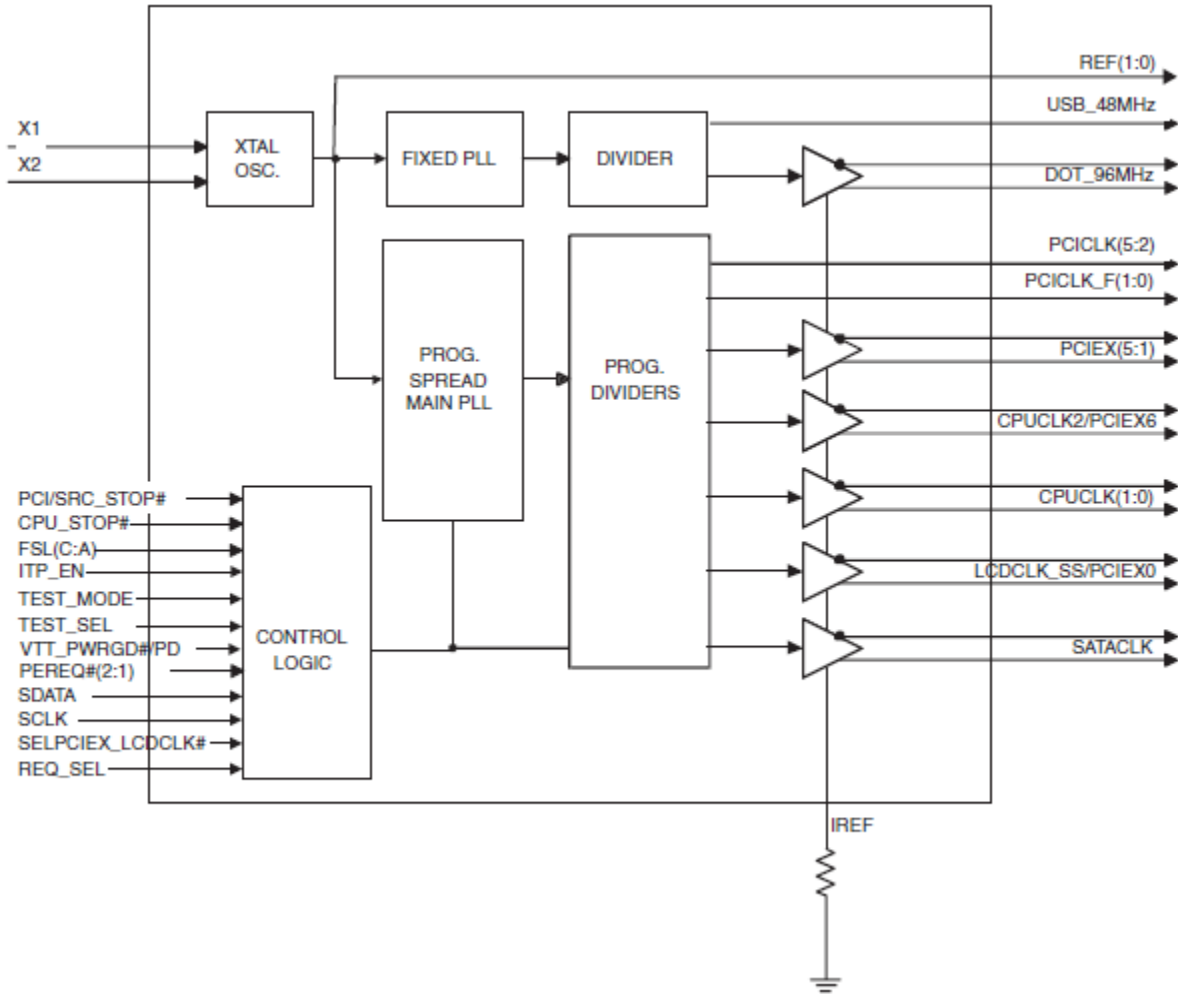 REF(1:0)
USB_48MHz
X1
X2
XTAL
OSC.
FIXED PLL
DIVIDER
DOT_96MHz
PCICLK(5:2)
PCICLK_F(1:0)
PROG.
SPREAD
MAIN PLL
PROG.
DIVIDERS
PCIEX(5:1)
CPUCLK2/PCIEX6
CPUCLK(1:0)
LCDCLK_SS/PCIEX0
SATACLK
PCI/SRC_STOP#
CPU_STOP#
FSL(C:A)
ITP_EN
TEST_MODE
TEST_SEL
VTT_PWRGD#/PD
PEREQ#(2:1)
SDATA
SCLK
SELPCIEX_LCDCLK#
REQ_SEL
CONTROL
LOGIC
IREF